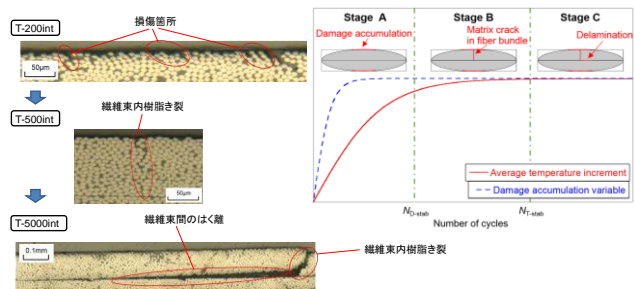 T-200int
損傷箇所
50μm
T-500int
繊維束内樹脂き裂
50μm
T-5000int
繊維束間のはく離
0.1mm
繊維束内樹脂き裂
Stage A
Stage B
Stage C
Damage accumulation
Matrix crack
in fiber bundle
Delamination
Average temperature increment
Damage accumulation variable
ND-stab
NT-stab
Number of cycles